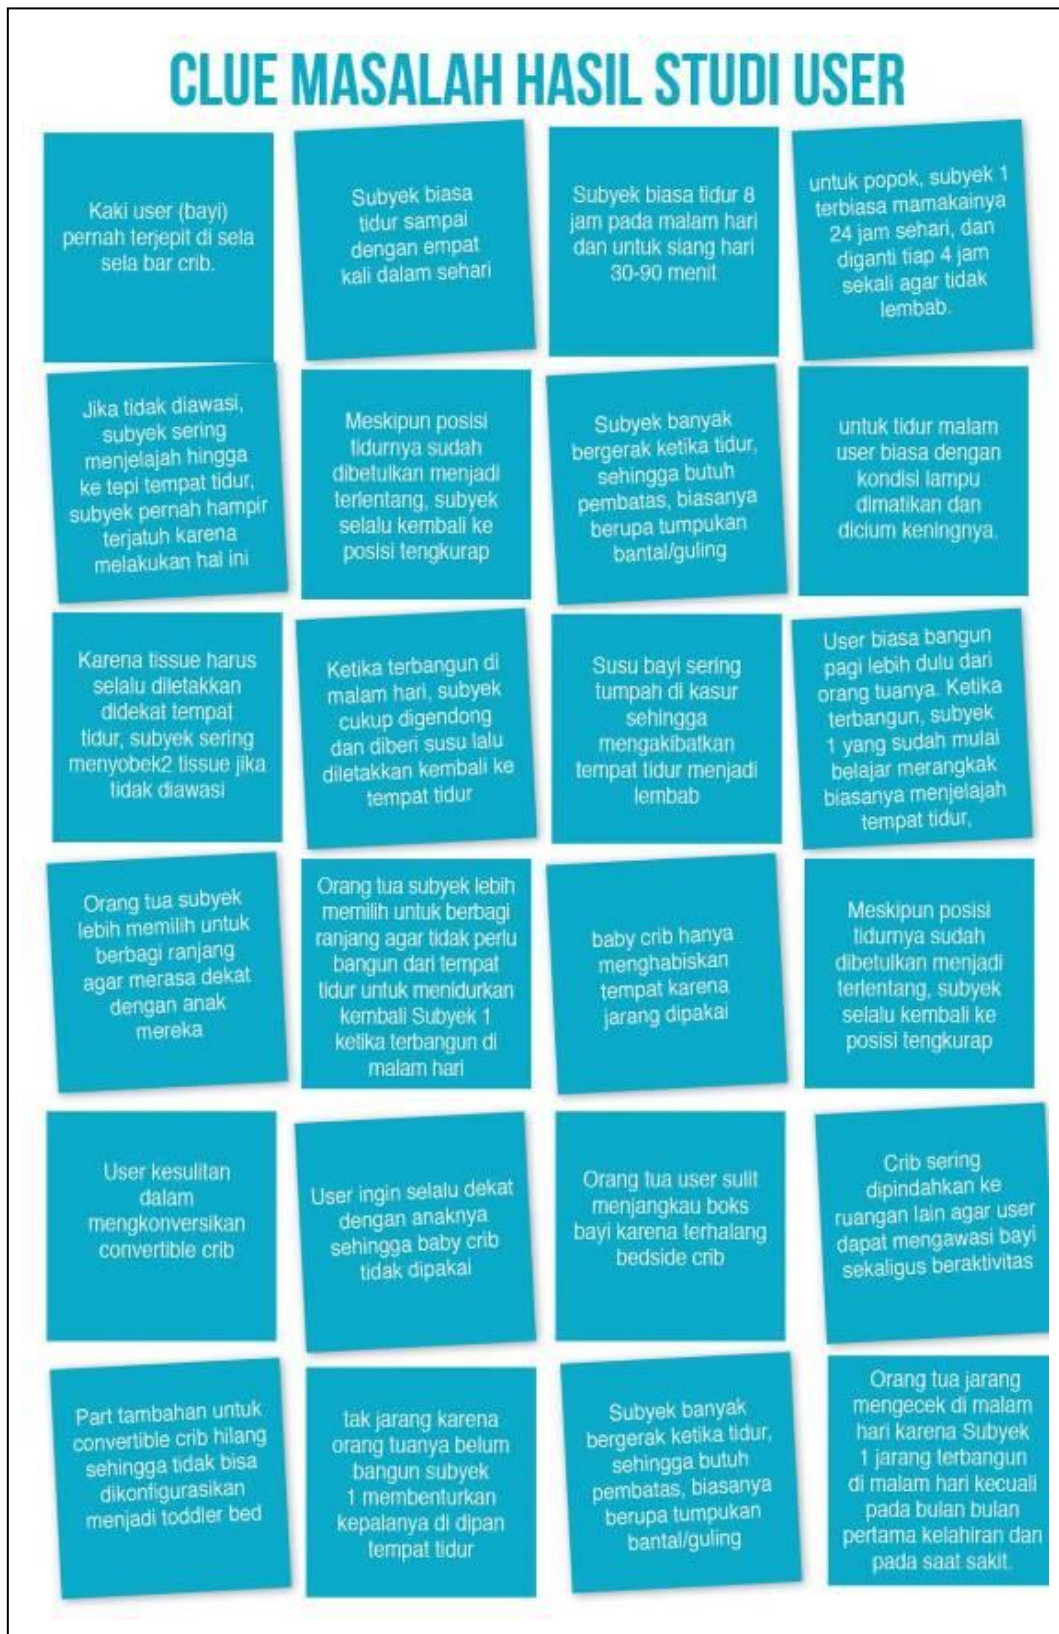 CLUE MASALAH HASIL STUDI USER
Kaki user (bayi)
pernah terjepit di sela
sela bar crib.
Subyek biasa
tidur sampai
dengan empat
kali dalam sehari
Subyek biasa tidur 8
jam pada malam hari
dan untuk siang hari
30-90 menit
untuk popok, subyek 1
terbiasa mamakainya
24 jam sehari, dan
diganti tiap 4 jam
sekali agar tidak
lembab.
Jika tidak diawasi,
subyek sering
menjelajah hingga
ke tepi tempat tidur,
subyek pernah hampir
terjatuh karena
melakukan hal ini
Meskipun posisi
tidurnya sudah
dibetulkan menjadi
terlentang, subyek
selalu kembali ke
posisi tengkurap
Subyek banyak
bergerak ketika tidur,
sehingga butuh
pembatas, biasanya
berupa tumpukan
bantal/guling
untuk tidur malam
user biasa dengan
kondisi lampu
dimatikan dan
dicium keningnya.
Karena tissue harus
selalu diletakkan
didekat tempat
tidur, subyek sering
menyobek2 tissue jika
tidak diawasi
Ketika terbangun di
malam hari, subyek
cukup digendong
dan diberi susu lalu
diletakkan kembali ke
tempat tidur
Susu bayi sering
tumpah di kasur
sehingga
mengakibatkan
tempat tidur menjadi
lembab
User biasa bangun
pagi lebih dulu dari
orang tuanya. Ketika
terbangun, subyek
1 yang sudah mulai
belajar merangkak
biasanya menjelajah
tempat tidur,
Orang tua subyek
lebih memilih untuk
berbagi ranjang
agar merasa dekat
dengan anak
mereka
Orang tua subyek lebih
memilih untuk berbagi
ranjang agar tidak perlu
bangun dari tempat
tidur untuk menidurkan
kembali Subyek 1
ketika terbangun di
malam hari
baby crib hanya
menghabiskan
tempat karena
jarang dipakai
Meskipun posisi
tidurnya sudah
dibetulkan menjadi
terlentang, subyek
selalu kembali ke
posisi tengkurap
User kesulitan
dalam
mengkonversikan
convertible crib
User ingin selalu dekat
dengan anaknya
sehingga baby crib
tidak dipakai
Orang tua user sulit
menjangkau boks
bayi karena terhalang
bedside crib
Crib sering
dipindahkan ke
ruangan lain agar user
dapat mengawasi bayi
sekaligus beraktivitas
Part tambahan untuk
convertible crib hilang
sehingga tidak bisa
dikonfigurasikan
menjadi toddler bed
tak jarang karena
orang tuanya belum
bangun subyek
1 membenturkan
kepalanya di dipan
tempat tidur
Subyek banyak
bergerak ketika tidur,
sehingga butuh
pembatas, biasanya
berupa tumpukan
bantal/guling
Orang tua jarang
mengecek di malam
hari karena Subyek
1 jarang terbangun
di malam hari kecuali
pada bulan bulan
pertama kelahiran dan
pada saat sakit.